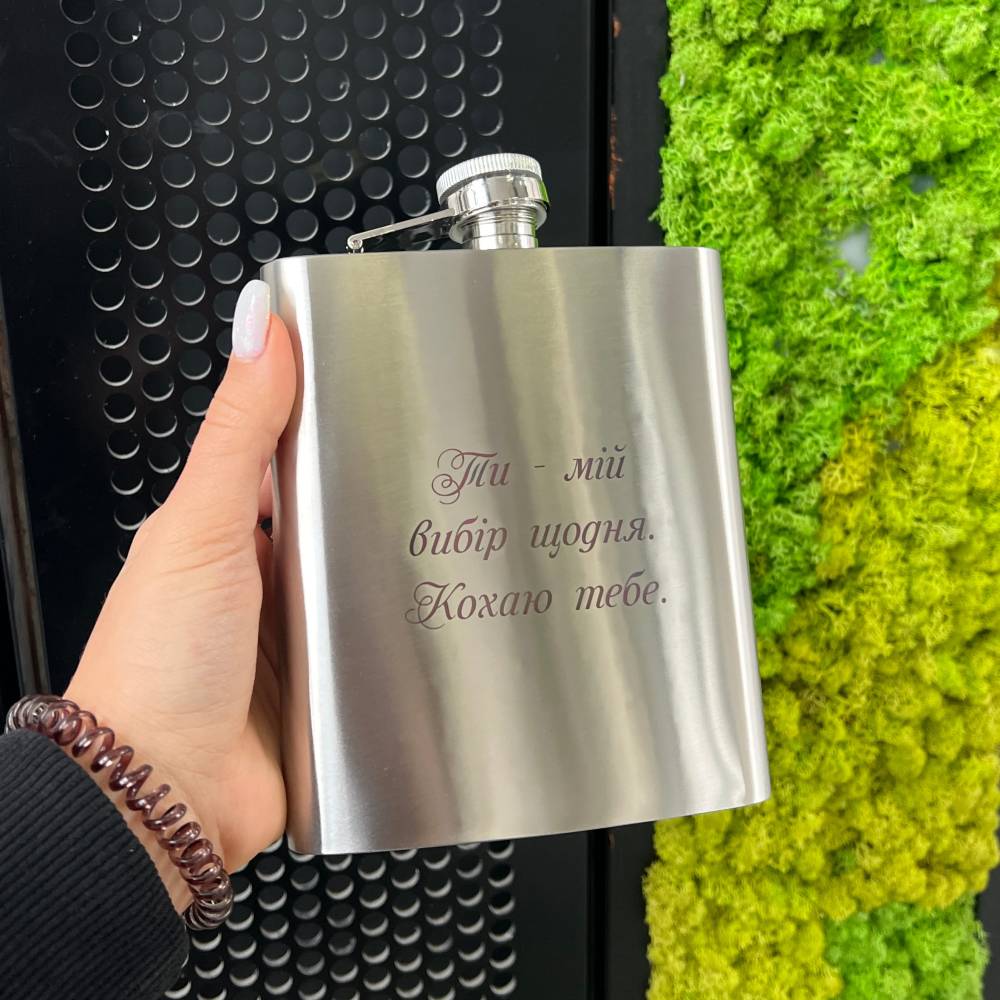 Ти - мій
вибір щодня.
Кохаю тебе.